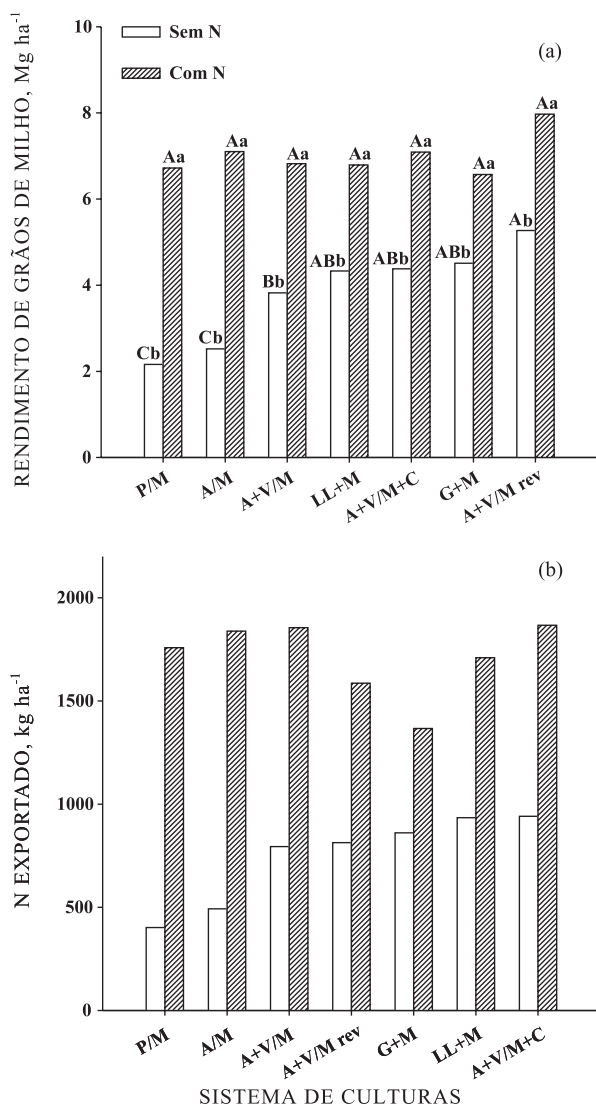 RENDIMENTO DE GRÃOS DE MILHO, Mg ha-1
10
8
6
4
2
0
Sem N
Com N
(a)
Cb Aa Cb Aa Bb Aa ABb Aa ABb Aa ABb Aa Ab Aa
P/M A/M A+V/M LL+M A+V/M+C G+M A+V/M rev
N EXPORTADO, kg ha-1
2000
1500
1000
500
0
(b)
P/M A/M A+V/M A+V/M rev G+M LL+M A+V/M+C
SISTEMA DE CULTURAS